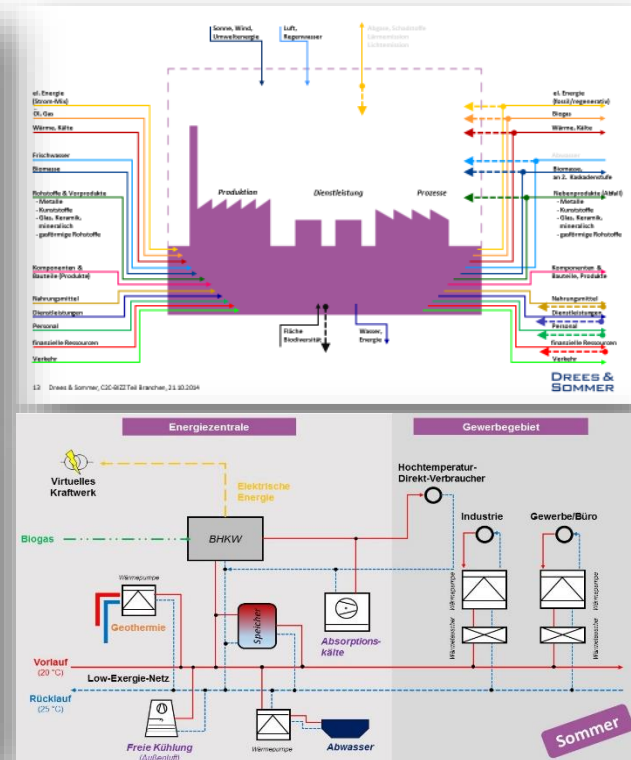 Sonne, Wind,
Umweltenergie
Luft,
Regenwasser
Abgase, Schadstoffe
Lärmemission
Lichtemission
el. Energie
(Strom-Mix)
Öl, Gas
Wärme, Kälte
Frischwasser
Biomasse
Rohstoffe & Vorprodukte
- Metalle
- Kunststoffe
- Glas, Keramik,
mineralisch
- gasförmige Rohstoffe
Komponenten &
Bauteile (Produkte)
Nahrungsmittel
Dienstleistungen
Personal
finanzielle Ressourcen
Verkehr
Produktion
Dienstleistung
Prozesse
Fläche
Biodiversität
Wasser,
Energie
el. Energie
(fossil/regenerativ)
Biogas
Wärme, Kälte
Biomasse,
an 2. Kaskadenstufe
Nebenprodukte (Abfall)
- Metalle
- Kunststoffe
- Glas, Keramik,
mineralisch
- gasförmige Rohstoffe
Komponenten &
Bauteile, Produkte
Nahrungsmittel
Dienstleistungen
Personal
finanzielle Ressourcen
Verkehr
13 Drees & Sommer, C2C-BIZZ Teil Branchen, 21.10.2014
DREES &
SOMMER
Energiezentrale
Gewerbegebiet
Virtuelles
Kraftwerk
Elektrische
Energie
Hochtemperatur-
Direkt-Verbraucher
Industrie
Gewerbe/Büro
Biogas
BHKW
Wärmepumpe
Geothermie
Speicher
Absorptions-
kälte
Wärmepumpe
Wärmetauscher
Wärmepumpe
Wärmetauscher
Vorlauf
(20 °C)
Low-Exergie-Netz
Rücklauf
(25 °C)
Freie Kühlung
(Außenluft)
Wärmepumpe
Abwasser
Sommer